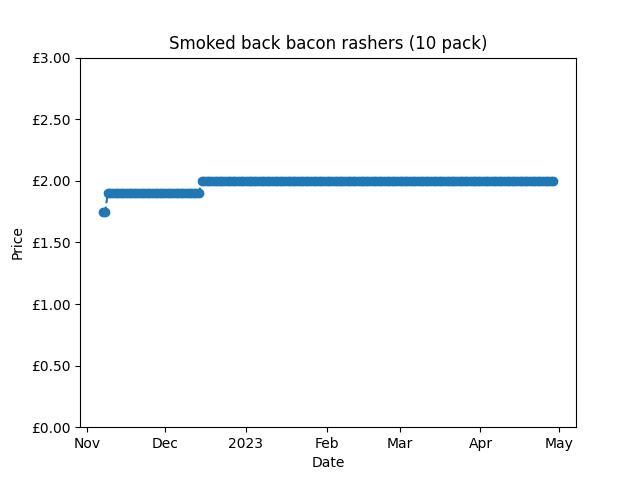 Smoked back bacon rashers (10 pack)
Price
£3.00
£2.50
£2.00
£1.50
£1.00
£0.50
£0.00
Nov Dec 2023 Feb Mar Apr May
Date